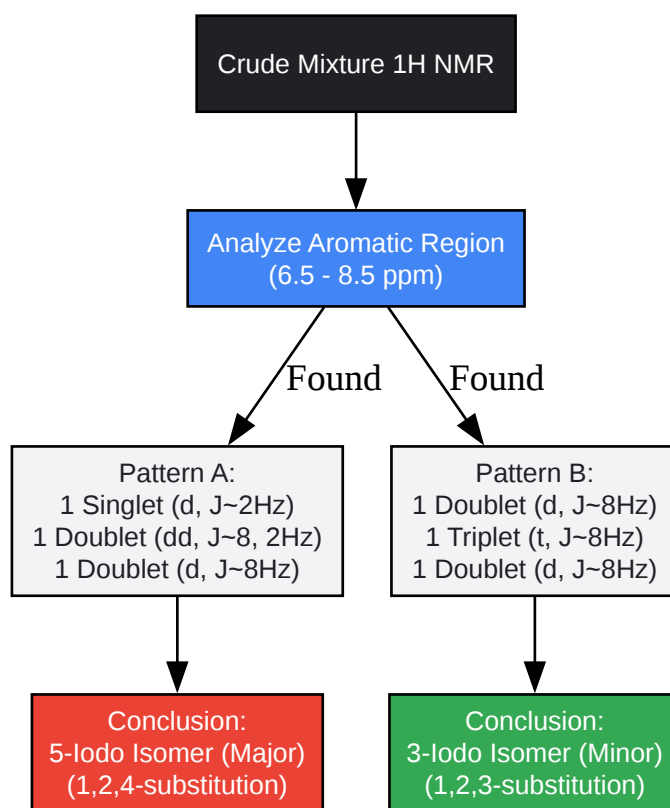 Crude Mixture 1H NMR
Analyze Aromatic Region
(6.5 - 8.5 ppm)
Found
Found
Pattern A:
1 Singlet (d, J~2Hz)
1 Doublet (dd, J~8, 2Hz)
1 Doublet (d, J~8Hz)
Pattern B:
1 Doublet (d, J~8Hz)
1 Triplet (t, J~8Hz)
1 Doublet (d, J~8Hz)
Conclusion:
5-Iodo Isomer (Major)
(1,2,4-substitution)
Conclusion:
3-Iodo Isomer (Minor)
(1,2,3-substitution)